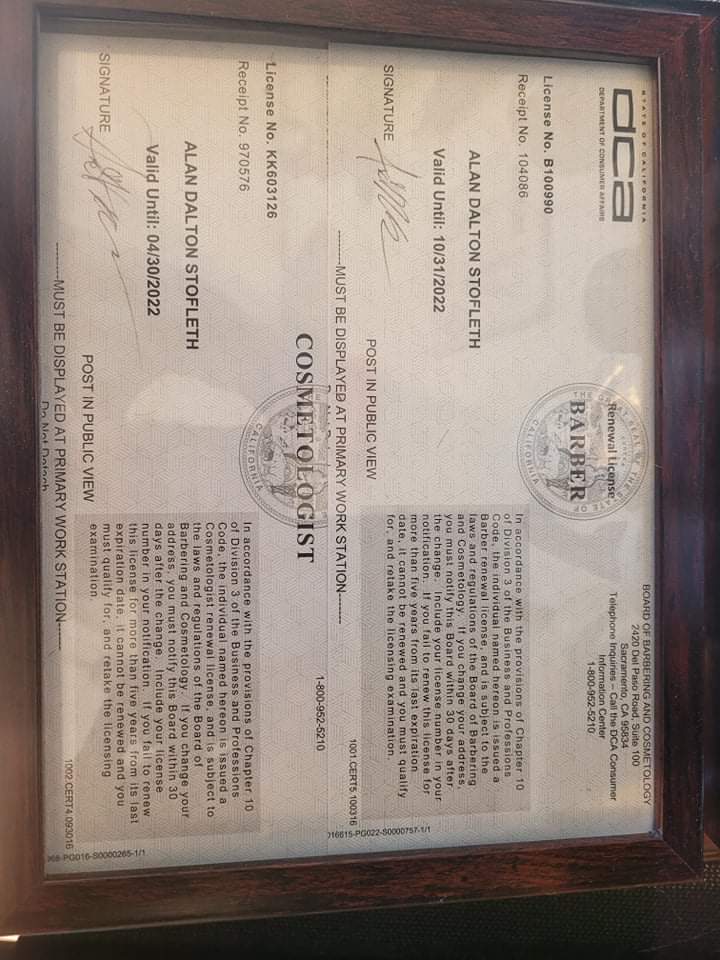 STATE OF CALIFORNIA
dca
DEPARTMENT OF CONSUMER AFFAIRS
Renewal License
BARBER
CALIFORNIA
BOARD OF BARBERING AND COSMETOLOGY
2420 Del Paso Road, Suite 100
Sacramento, CA 95834
Telephone Inquiries – Call the DCA Consumer
Information Center
1-800-952-5210
License No. B100990
Receipt No. 104086
ALAN DALTON STOFLETH
Valid Until: 10/31/2022
SIGNATURE
POST IN PUBLIC VIEW
In accordance with the provisions of Chapter 10
of Division 3 of the Business and Professions
Code, the individual named hereon is issued a
Barber renewal license, and is subject to the
laws and regulations of the Board of Barbering
and Cosmetology. If you change your address,
you must notify this Board within 30 days after
the change. Include your license number in your
notification. If you fail to renew this license for
more than five years from its last expiration
date, it cannot be renewed and you must qualify
for, and retake the licensing examination.
1001.CERT5.100316
-------MUST BE DISPLAYED AT PRIMARY WORK STATION------
1-800-952-5210
COSMETOLOGIST
CALIFORNIA
License No. KK603126
Receipt No. 970576
ALAN DALTON STOFLETH
Valid Until: 04/30/2022
SIGNATURE
POST IN PUBLIC VIEW
In accordance with the provisions of Chapter 10
of Division 3 of the Business and Professions
Code, the individual named hereon is issued a
Cosmetologist renewal license, and is subject to
the laws and regulations of the Board of
Barbering and Cosmetology. If you change your
address, you must notify this Board within 30
days after the change. Include your license
number in your notification. If you fail to renew
this license for more than five years from its last
expiration date, it cannot be renewed and you
must qualify for, and retake the licensing
examination.
1002.CERT4.093016
-------MUST BE DISPLAYED AT PRIMARY WORK STATION------
Do Not Detach